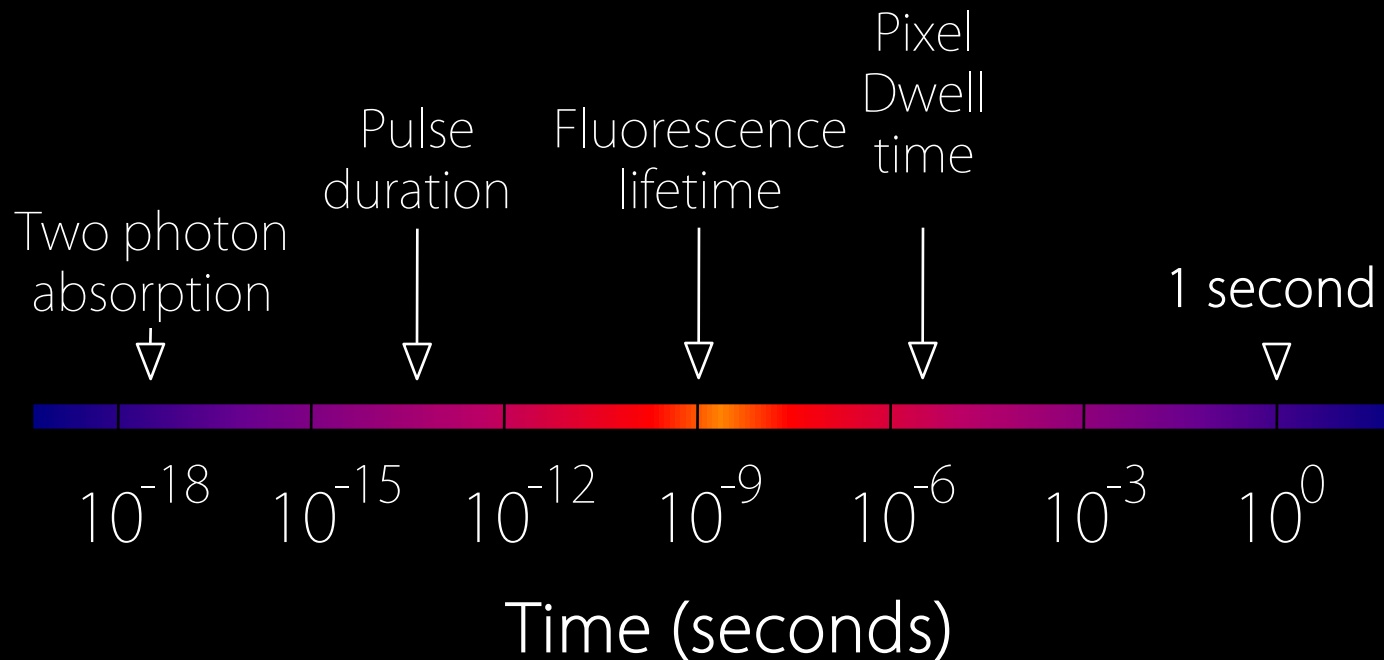 Pixel
Dwell
time
Pulse
duration
Fluorescence
lifetime
Two photon
absorption
1 second
10⁻¹⁸ 10⁻¹⁵ 10⁻¹² 10⁻⁹ 10⁻⁶ 10⁻³ 10⁰
Time (seconds)